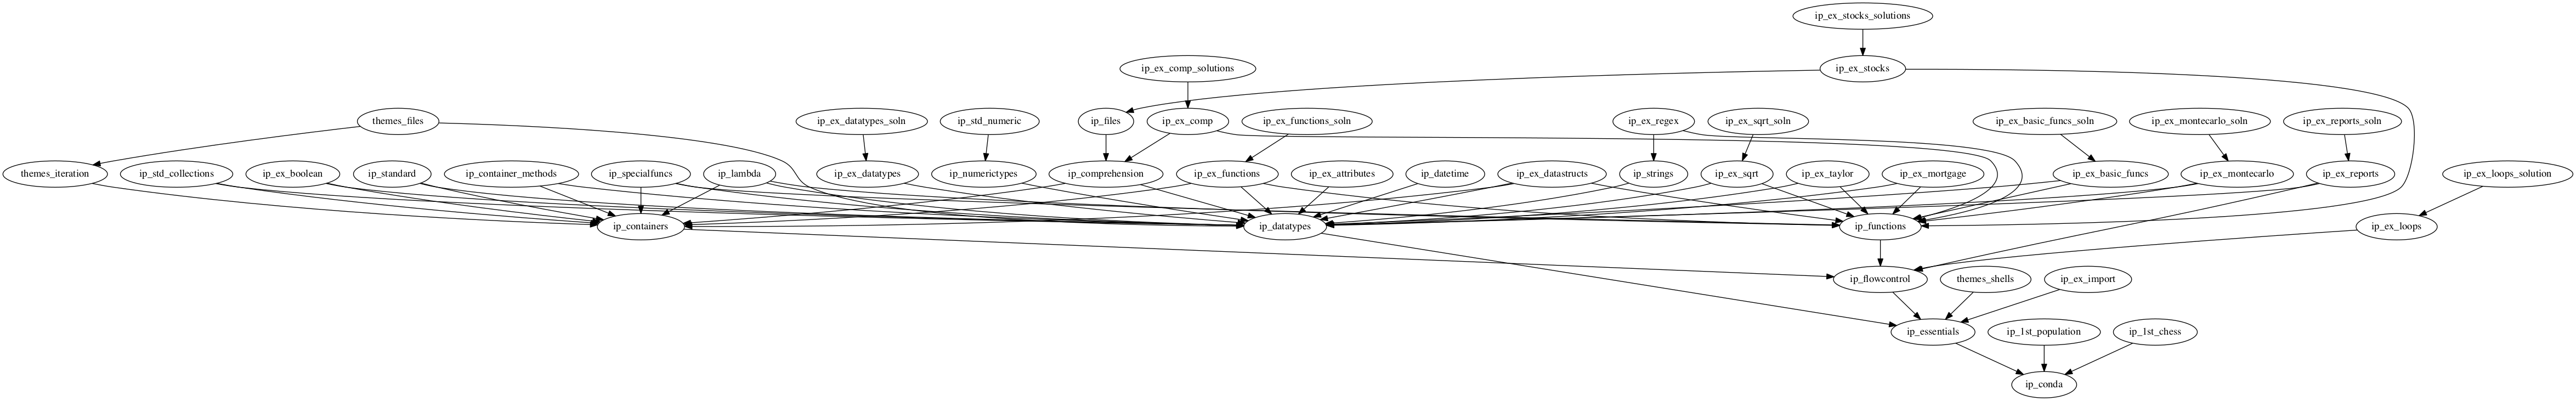 ip_ex_stocks_solutions
ip_ex_comp_solutions
ip_ex_stocks
themes_files
ip_ex_datatypes_soln
ip_std_numeric
ip_files
ip_ex_comp
ip_ex_functions_soln
ip_ex_regex
ip_ex_sqrt_soln
ip_ex_basic_funcs_soln
ip_ex_montecarlo_soln
ip_ex_reports_soln
themes_iteration
ip_std_collections
ip_ex_boolean
ip_standard
ip_container_methods
ip_specialfuncs
ip_lambda
ip_ex_datatypes
ip_numerictypes
ip_comprehension
ip_ex_functions
ip_ex_attributes
ip_datetime
ip_ex_datastructs
ip_strings
ip_ex_sqrt
ip_ex_taylor
ip_ex_mortgage
ip_ex_basic_funcs
ip_ex_montecarlo
ip_ex_reports
ip_ex_loops_solution
ip_containers
ip_datatypes
ip_functions
ip_ex_loops
ip_flowcontrol
themes_shells
ip_ex_import
ip_essentials
ip_1st_population
ip_1st_chess
ip_conda